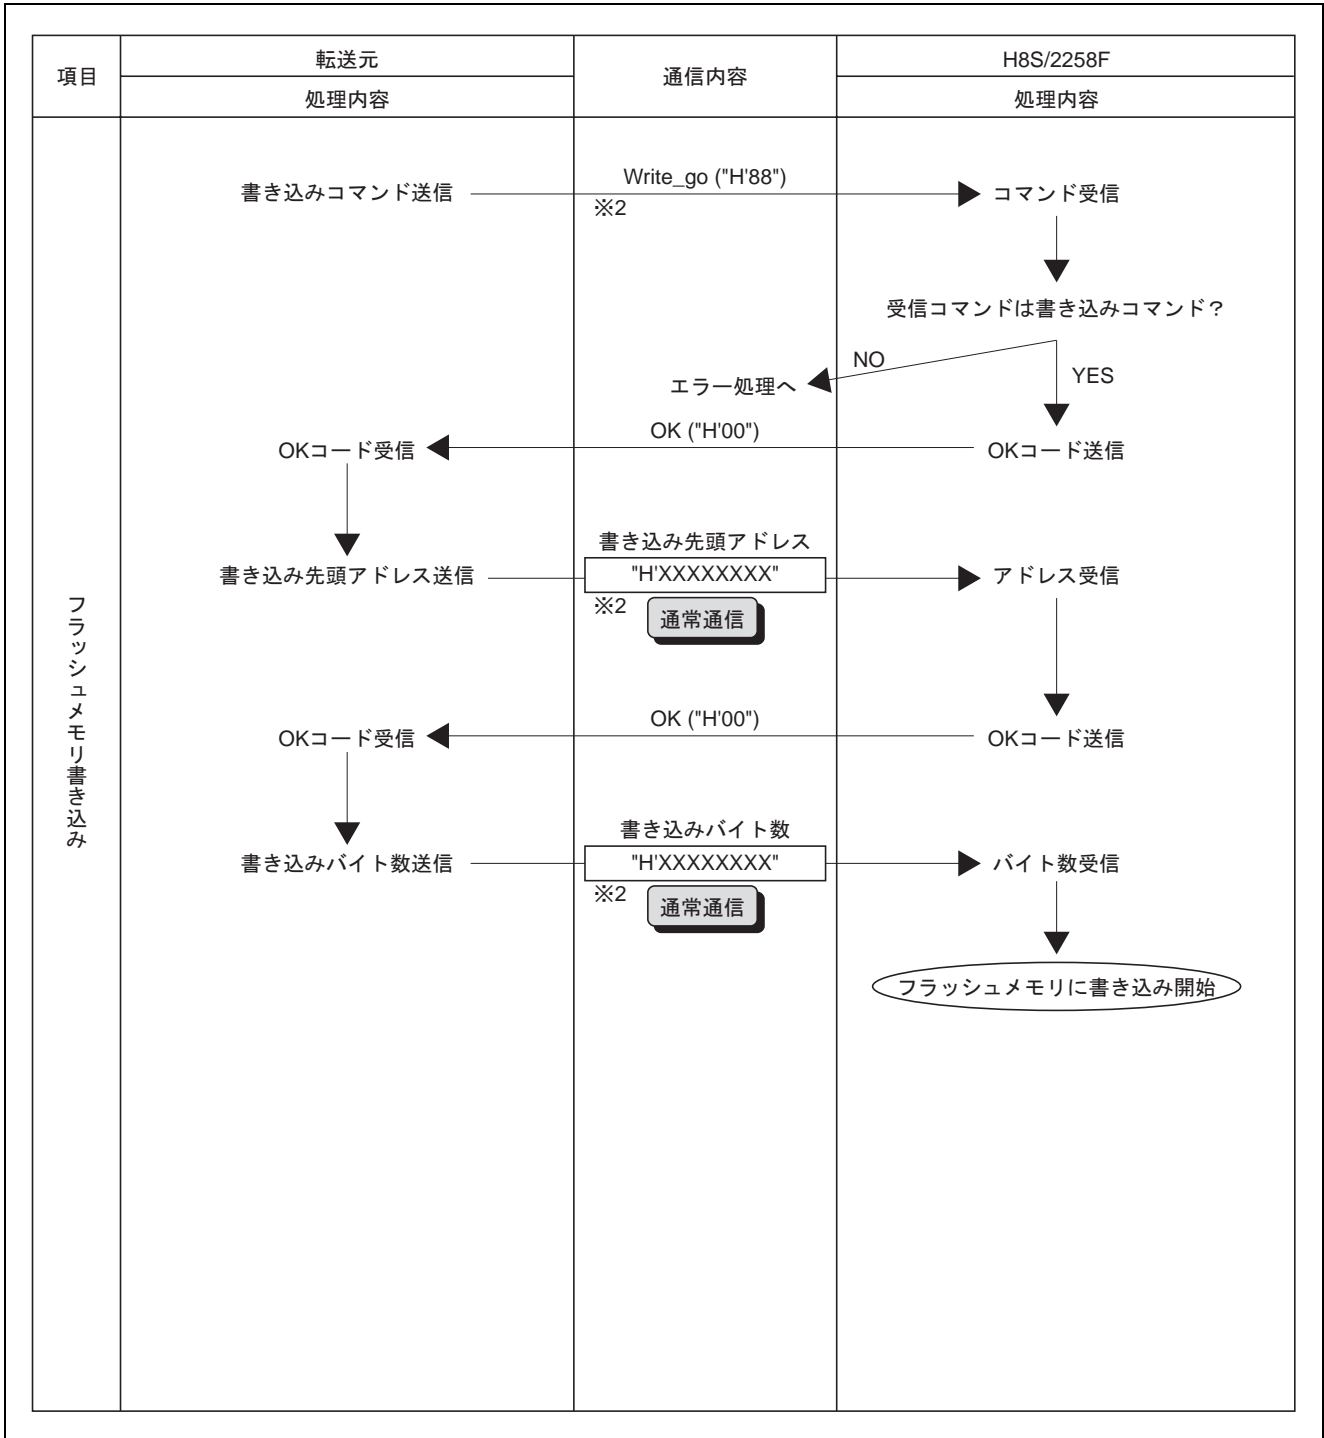 項目
転送元
通信内容
H8S/2258F
処理内容
処理内容
フラッシュメモリ書き込み
書き込みコマンド送信
Write_go ("H'88")
※2
コマンド受信
受信コマンドは書き込みコマンド？
NO
YES
エラー処理へ
OK ("H'00")
OKコード受信
OKコード送信
書き込み先頭アドレス
書き込み先頭アドレス送信
"H'XXXXXXXX"
アドレス受信
※2
通常通信
OK ("H'00")
OKコード受信
OKコード送信
書き込みバイト数
書き込みバイト数送信
"H'XXXXXXXX"
バイト数受信
※2
通常通信
フラッシュメモリに書き込み開始